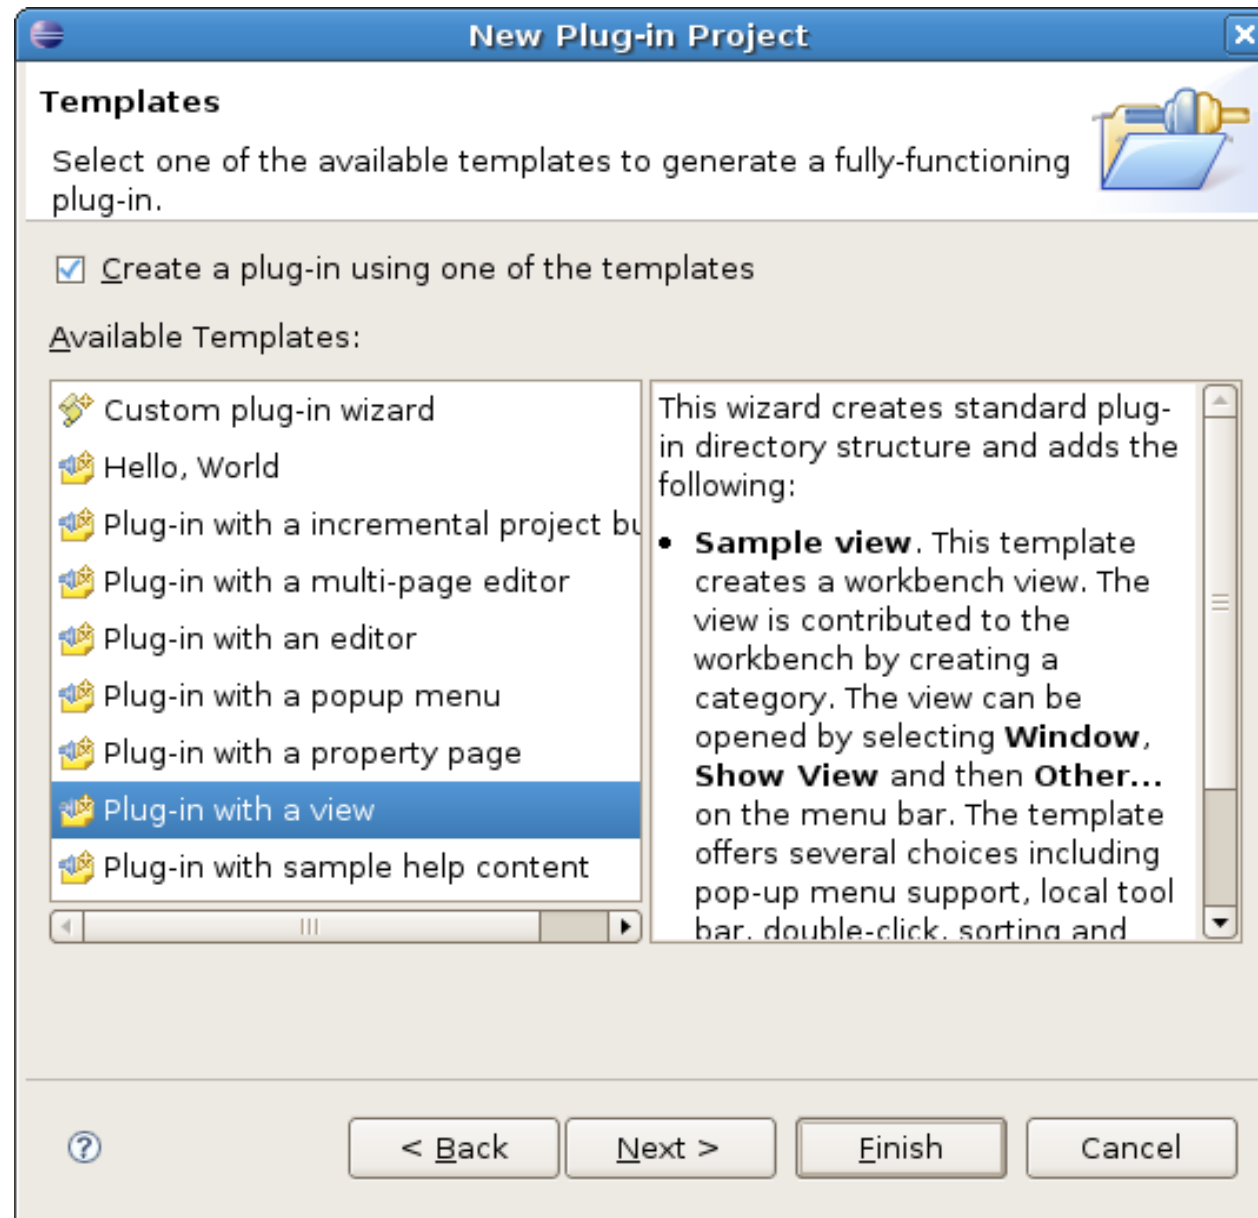 New Plug-in Project
Templates
Select one of the available templates to generate a fully-functioning
plug-in.
Create a plug-in using one of the templates
Available Templates:
Custom plug-in wizard
Hello, World
Plug-in with a incremental project bu
Plug-in with a multi-page editor
Plug-in with an editor
Plug-in with a popup menu
Plug-in with a property page
Plug-in with a view
Plug-in with sample help content
This wizard creates standard plug-
in directory structure and adds the
following:
• Sample view. This template
creates a workbench view. The
view is contributed to the
workbench by creating a
category. The view can be
opened by selecting Window,
Show View and then Other...
on the menu bar. The template
offers several choices including
pop-up menu support, local tool
bar, double-click, sorting and
< Back
Next >
Finish
Cancel